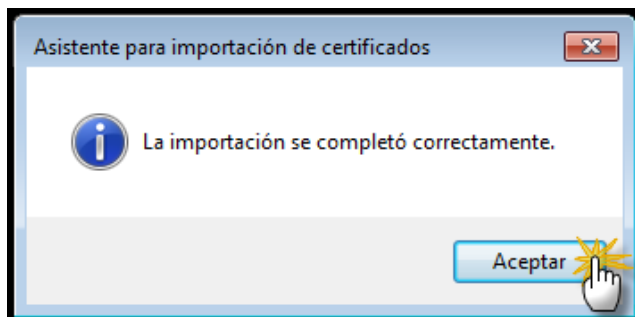 Asistente para importación de certificados
La importación se completó correctamente.
Aceptar